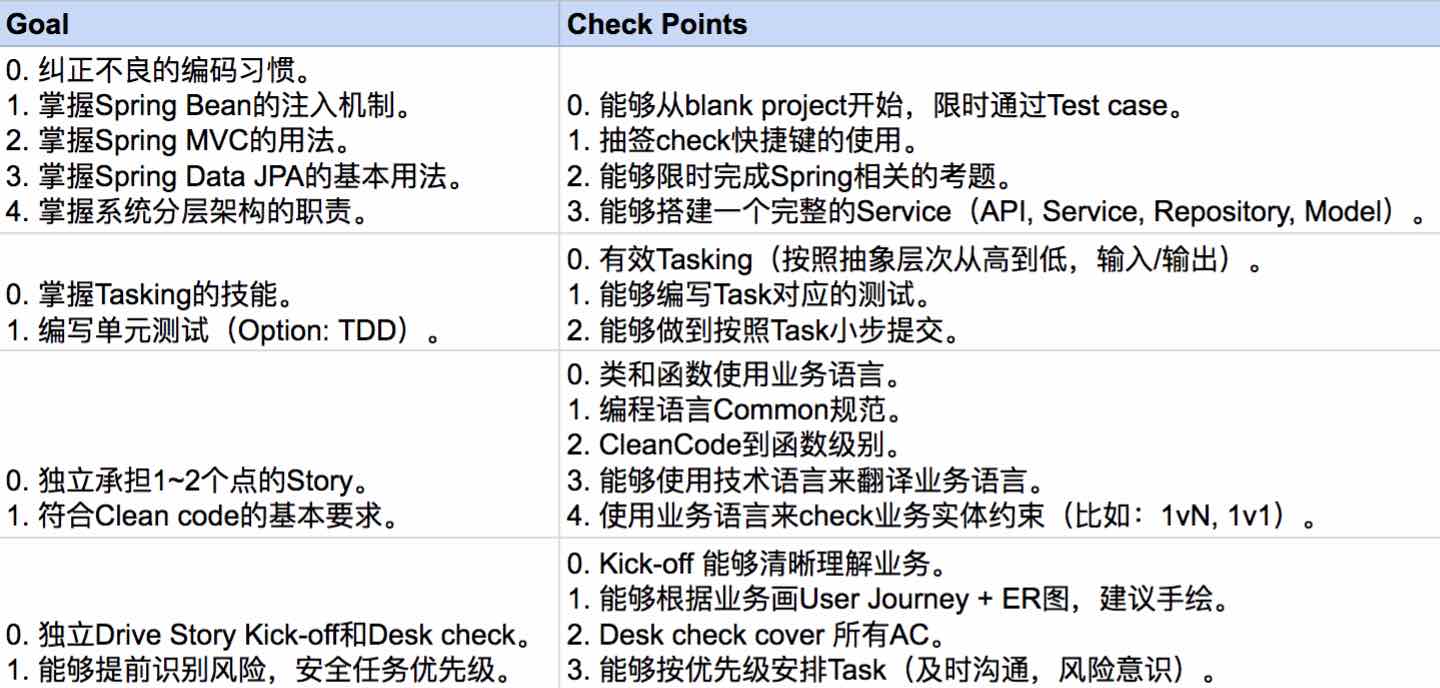 Goal
Check Points
0. 纠正不良的编码习惯。
1. 掌握Spring Bean的注入机制。
2. 掌握Spring MVC的用法。
3. 掌握Spring Data JPA的基本用法。
4. 掌握系统分层架构的职责。
0. 能够从blank project开始，限时通过Test case。
1. 抽签check快捷键的使用。
2. 能够限时完成Spring相关的考题。
3. 能够搭建一个完整的Service（API, Service, Repository, Model）。
0. 掌握Tasking的技能。
1. 编写单元测试（Option: TDD）。
0. 有效Tasking（按照抽象层次从高到低，输入/输出）。
1. 能够编写Task对应的测试。
2. 能够做到按照Task小步提交。
0. 独立承担1~2个点的Story。
1. 符合Clean code的基本要求。
0. 类和函数使用业务语言。
1. 编程语言Common规范。
2. CleanCode到函数级别。
3. 能够使用技术语言来翻译业务语言。
4. 使用业务语言来check业务实体约束（比如：1vN, 1v1）。
0. 独立Drive Story Kick-off和Desk check。
1. 能够提前识别风险，安全任务优先级。
0. Kick-off 能够清晰理解业务。
1. 能够根据业务画User Journey + ER图，建议手绘。
2. Desk check cover 所有AC。
3. 能够按优先级安排Task（及时沟通，风险意识）。